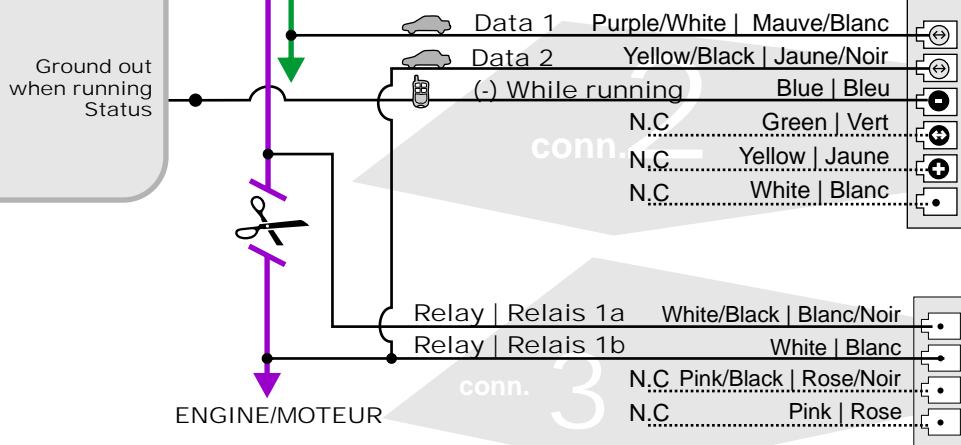 Data 1 Purple/White | Mauve/Blanc
Data 2 Yellow/Black | Jaune/Noir
Ground out
when running
Status
(-) While running Blue | Bleu
N.C Green | Vert
conn.2
N.C Yellow | Jaune
N.C White | Blanc
Relay | Relais 1a White/Black | Blanc/Noir
Relay | Relais 1b White | Blanc
conn. 3
N.C Pink/Black | Rose/Noir
N.C Pink | Rose
ENGINE/MOTEUR